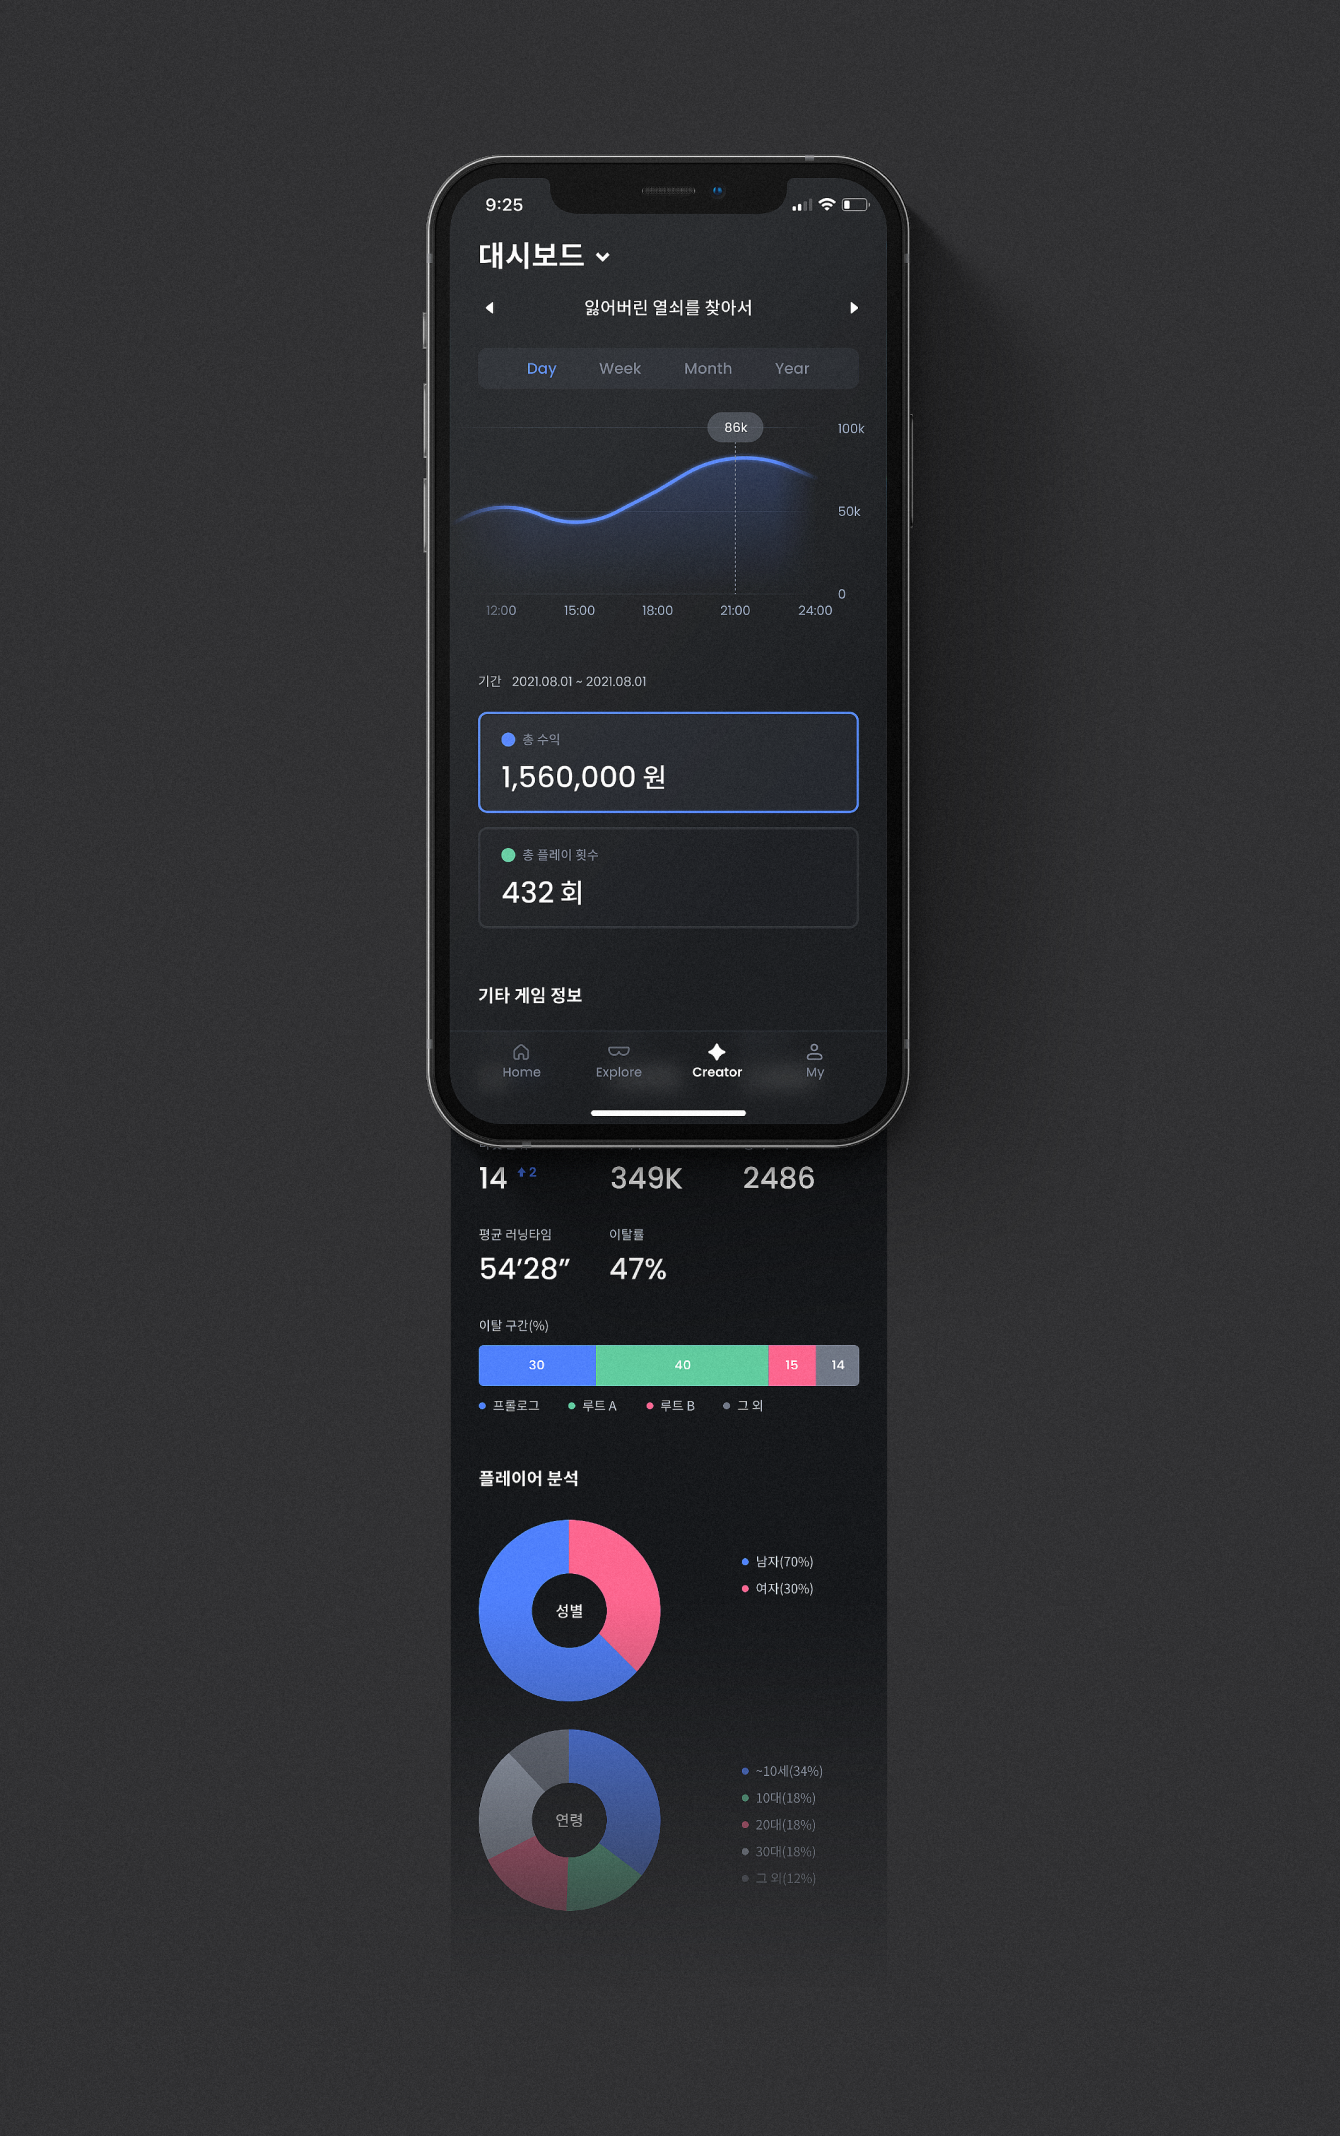 9:25
대시보드
잃어버린 열쇠를 찾아서
Day Week Month Year
86k
100k
50k
0
12:00 15:00 18:00 21:00 24:00
기간 2021.08.01 ~ 2021.08.01
총 수익
1,560,000 원
총 플레이 횟수
432 회
기타 게임 정보
Home Explore Creator My
14 2 349K 2486
평균 러닝타임 이탈률
54’28” 47%
이탈 구간(%)
30 40 15 14
프롤로그 루트 A 루트 B 그 외
플레이어 분석
성별
남자(70%)
여자(30%)
연령
~10세(34%)
10대(18%)
20대(18%)
30대(18%)
그 외(12%)